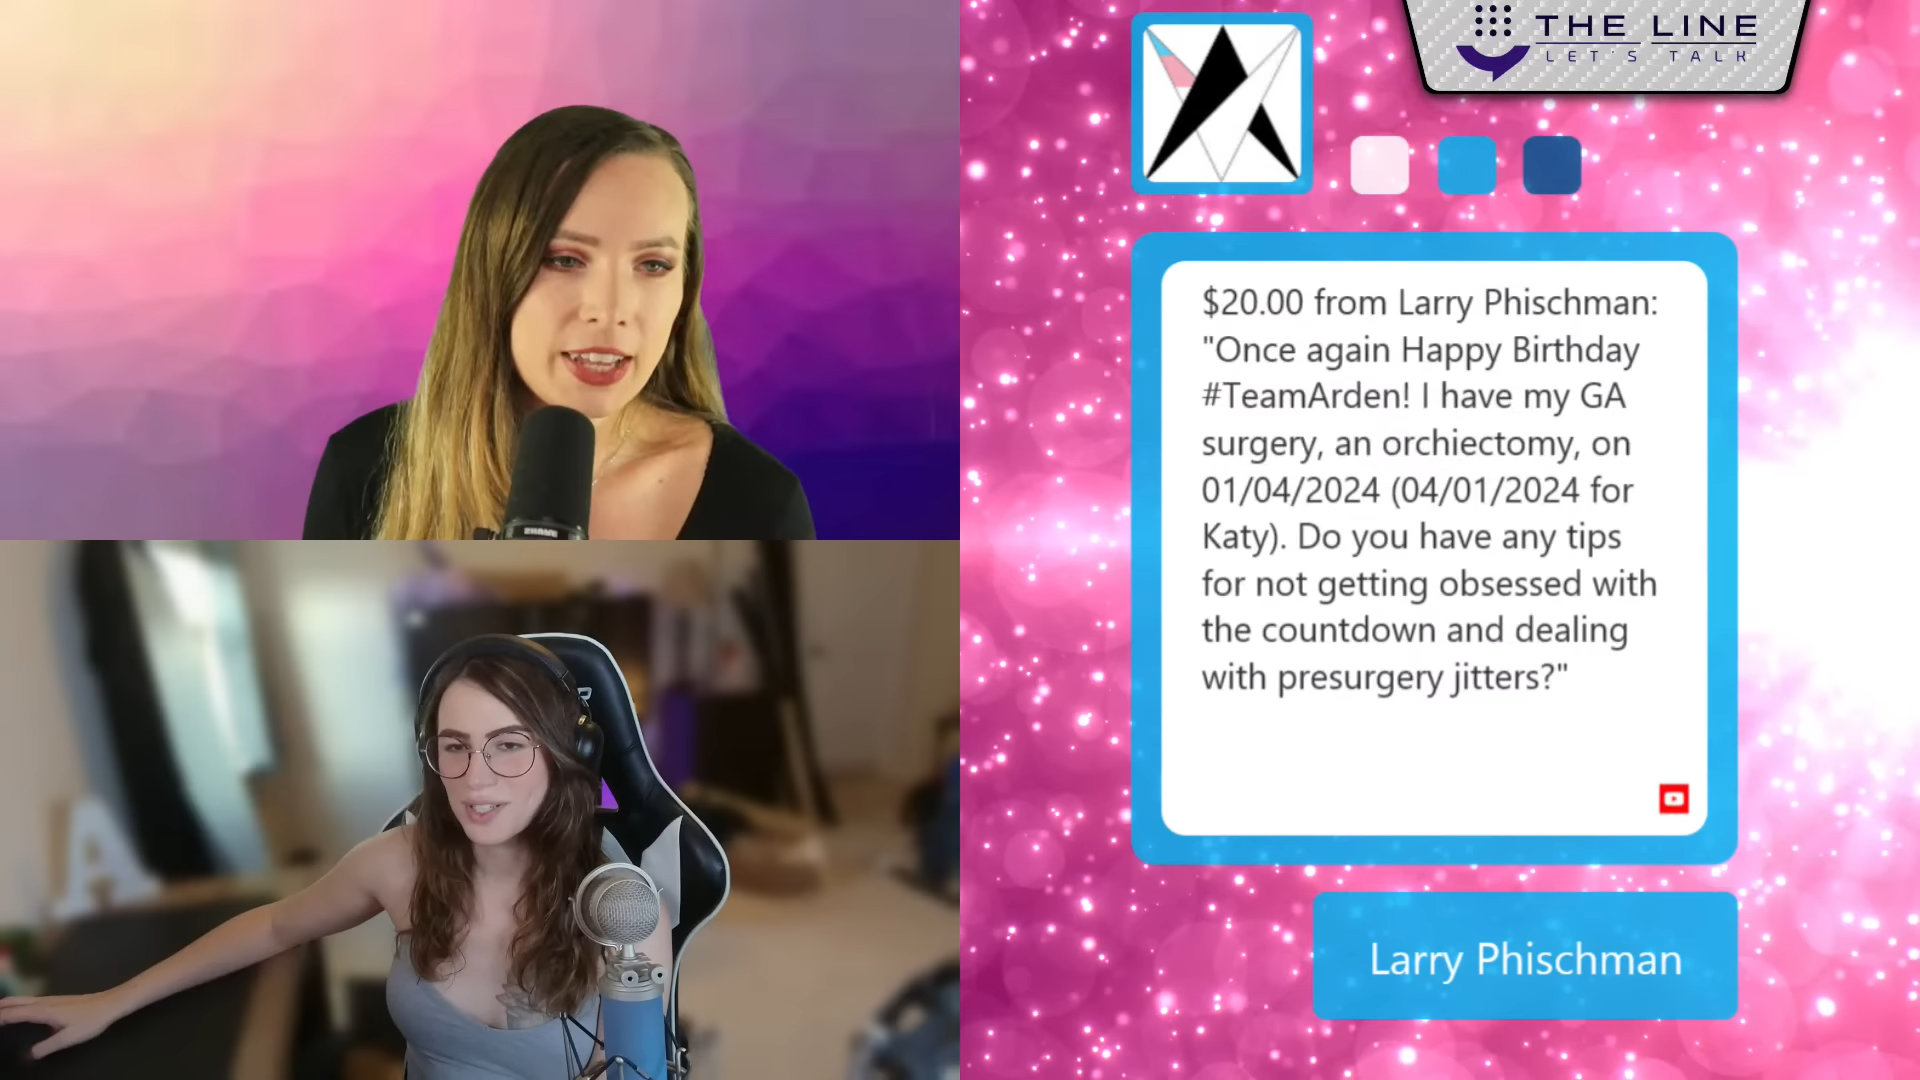 THE LINE
LET'S TALK
$20.00 from Larry Phischman:
"Once again Happy Birthday
#TeamArden! I have my GA
surgery, an orchiectomy, on
01/04/2024 (04/01/2024 for
Katy). Do you have any tips
for not getting obsessed with
the countdown and dealing
with presurgery jitters?"
Larry Phischman
A